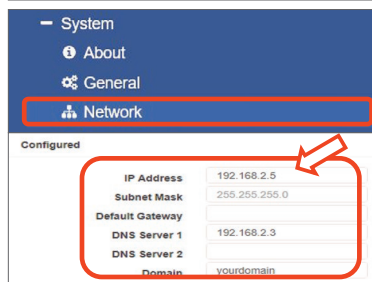 System
About
General
Network
Configured
IP Address 192.168.2.5
Subnet Mask 255.255.255.0
Default Gateway
DNS Server 1 192.168.2.3
DNS Server 2
Domain yourdomain